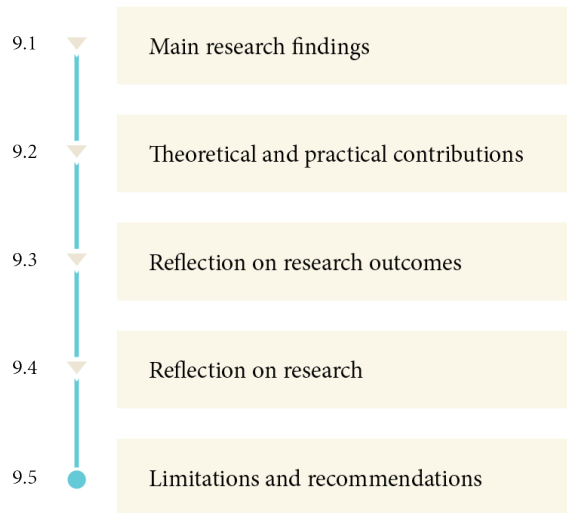 9.1 Main research findings
9.2 Theoretical and practical contributions
9.3 Reflection on research outcomes
9.4 Reflection on research
9.5 Limitations and recommendations